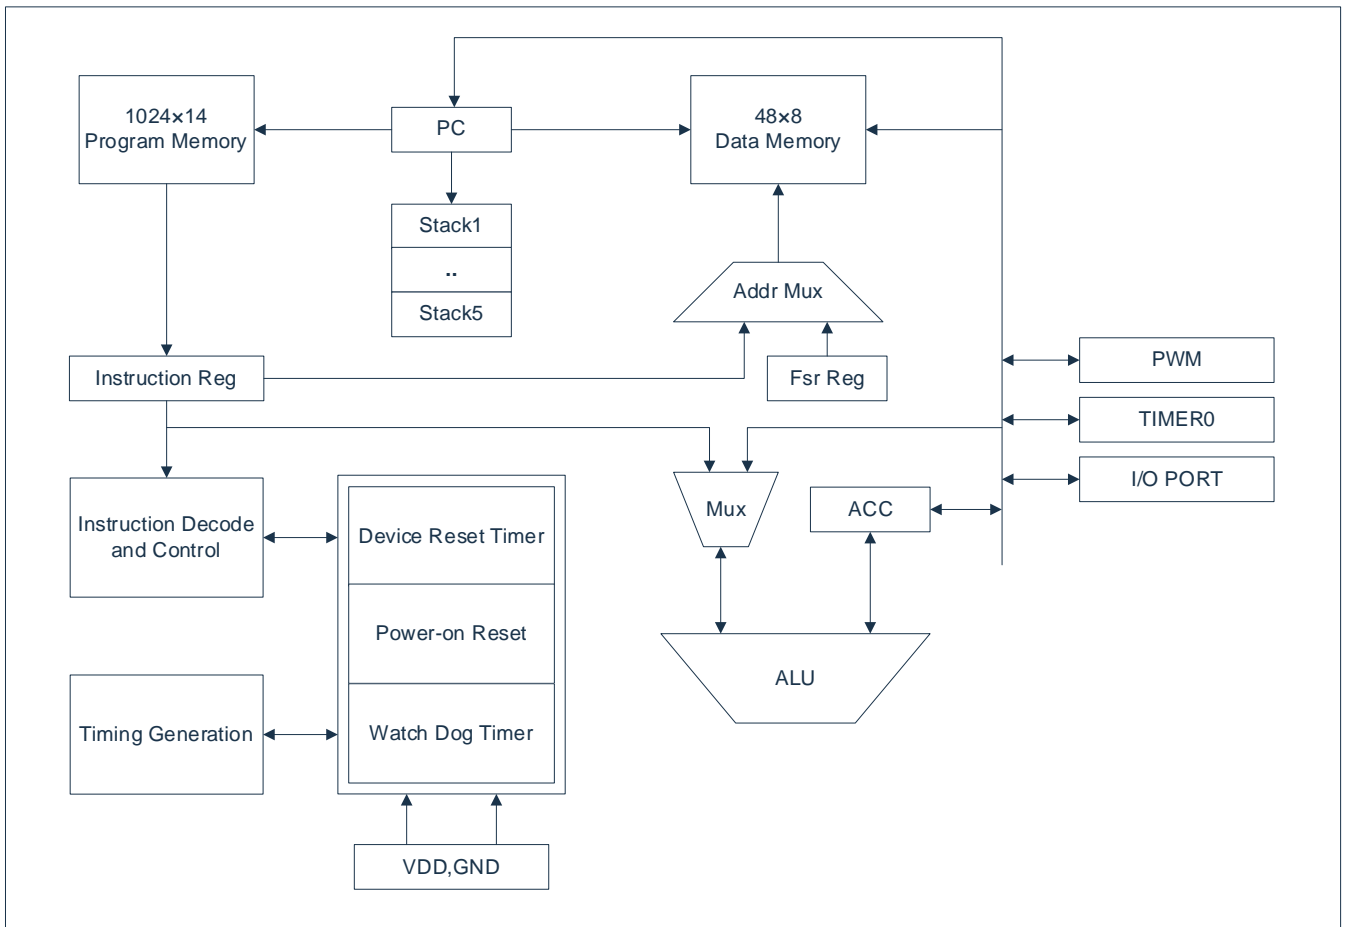 1024×14
Program Memory
PC
48×8
Data Memory
Stack1
..
Stack5
Addr Mux
Instruction Reg
Fsr Reg
PWM
TIMER0
I/O PORT
Instruction Decode
and Control
Device Reset Timer
Mux
ACC
Power-on Reset
ALU
Timing Generation
Watch Dog Timer
VDD,GND